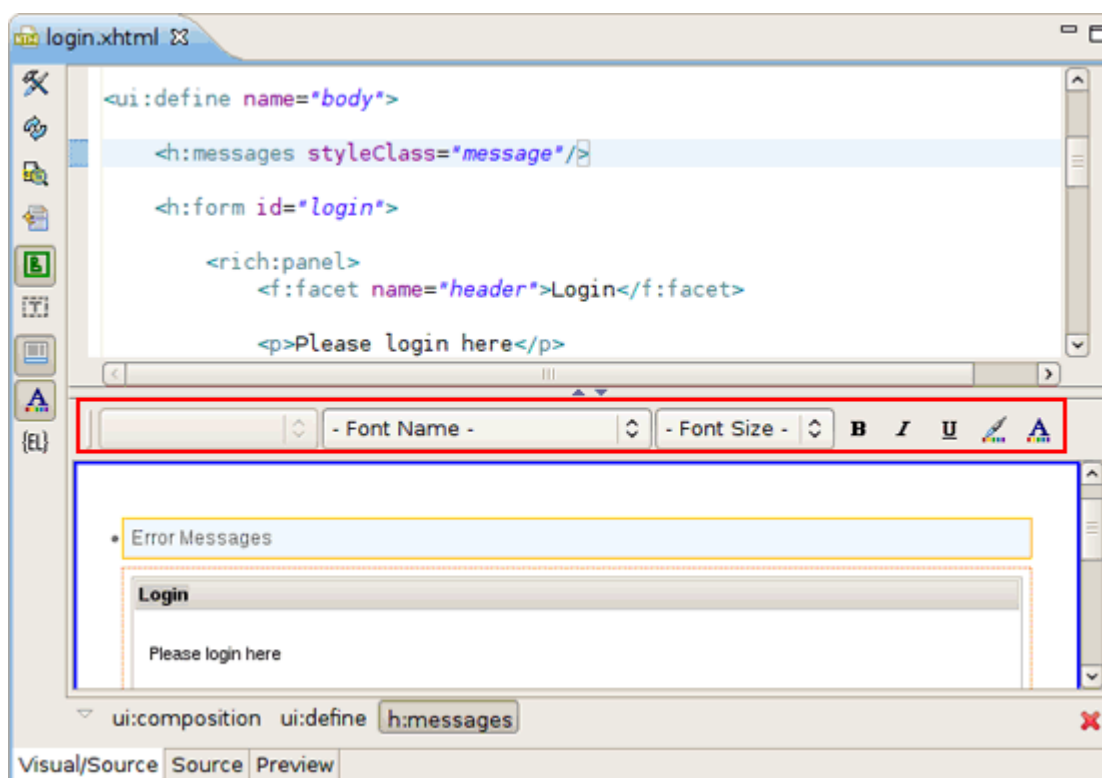 login.xhtml
<ui:define name="body">
<h:messages styleClass="message"/>
<h:form id="login">
<rich:panel>
<f:facet name="header">Login</f:facet>
<p>Please login here</p>
{EL}
- Font Name - - Font Size - B I U A
Error Messages
Login
Please login here
ui:composition ui:define h:messages
Visual/Source Source Preview